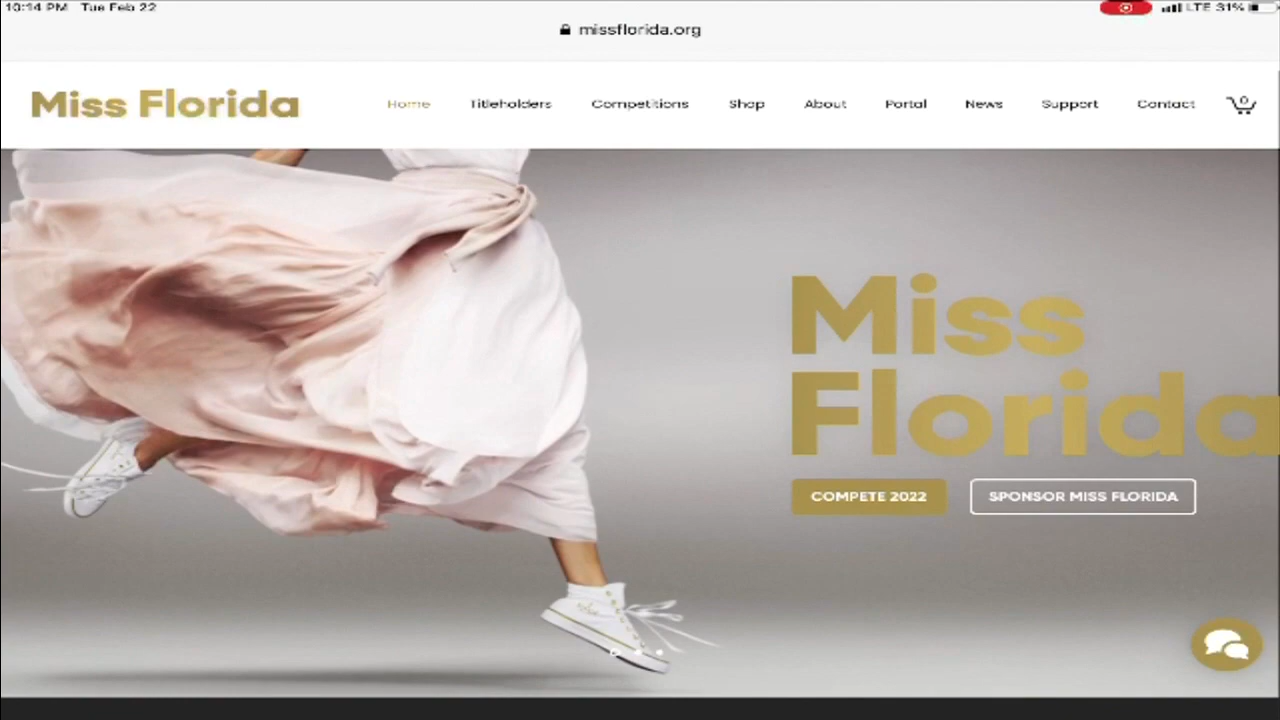 10:14 PM Tue Feb 22
LTE 31%
missflorida.org
Miss Florida
Home Titleholders Competitions Shop About Portal News Support Contact 0
Miss
Florida
COMPETE 2022 SPONSOR MISS FLORIDA